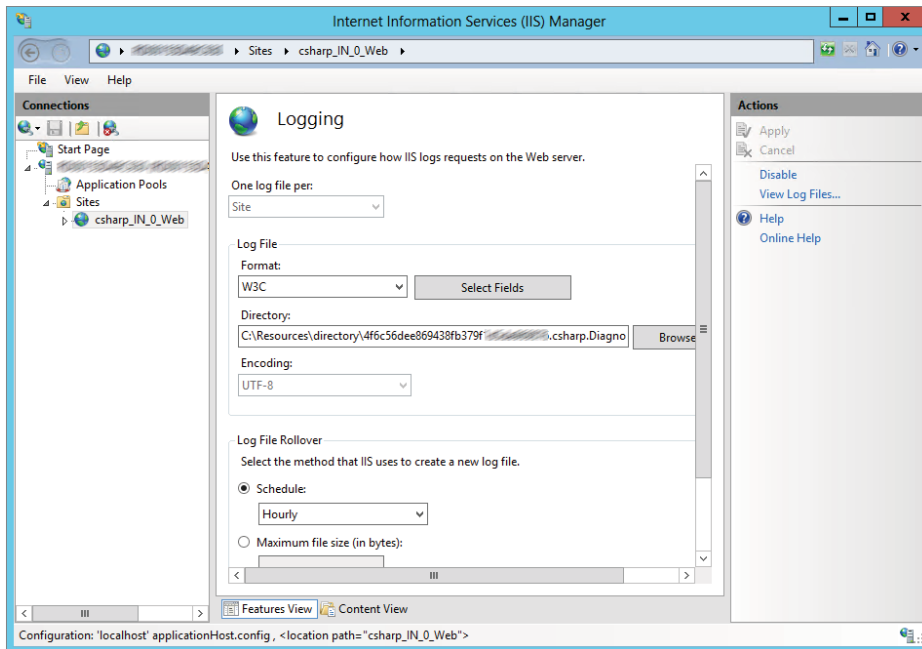 Internet Information Services (IIS) Manager
Sites csharp_IN_0_Web
File View Help
Connections
Start Page
Application Pools
Sites
csharp_IN_0_Web
Logging
Use this feature to configure how IIS logs requests on the Web server.
One log file per:
Site
Log File
Format:
W3C
Select Fields
Directory:
C:\Resources\directory\4f6c56dee869438fb379f .csharp.Diagno
Browse
Encoding:
UTF-8
Log File Rollover
Select the method that IIS uses to create a new log file.
Schedule:
Hourly
Maximum file size (in bytes):
Features View Content View
Actions
Apply
Cancel
Disable
View Log Files...
Help
Online Help
Configuration: 'localhost' applicationHost.config , <location path="csharp_IN_0_Web">